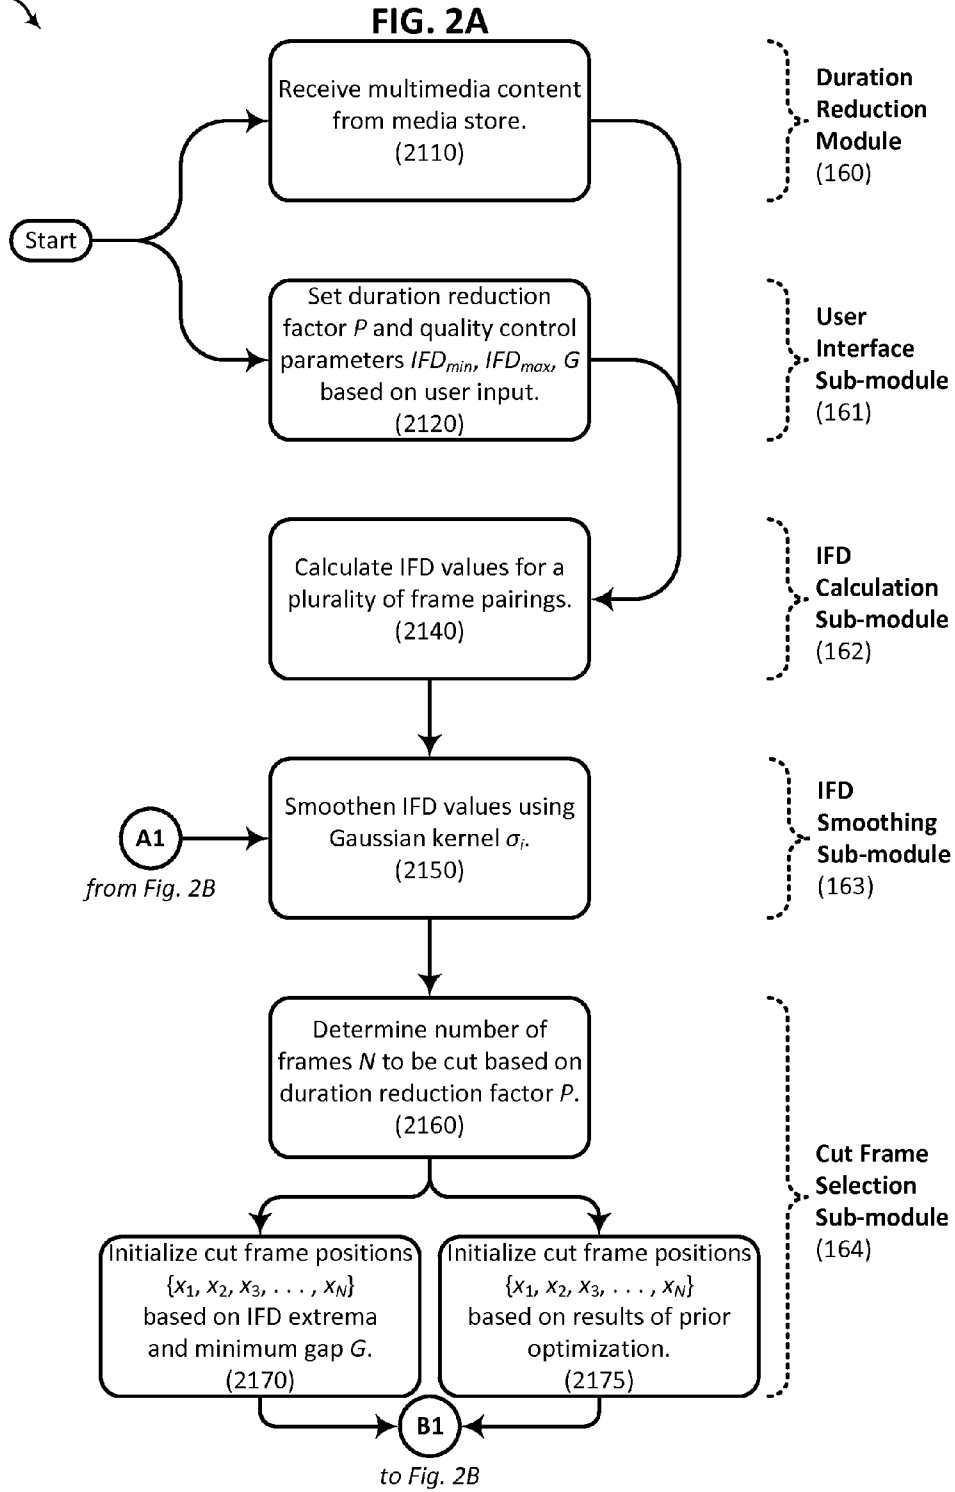 FIG. 2A
Receive multimedia content
from media store.
(2110)
Duration
Reduction
Module
(160)
Start
Set duration reduction
factor P and quality control
parameters IFDmin, IFDmax, G
based on user input.
(2120)
User
Interface
Sub-module
(161)
Calculate IFD values for a
plurality of frame pairings.
(2140)
IFD
Calculation
Sub-module
(162)
Smoothen IFD values using
Gaussian kernel σi.
(2150)
IFD
Smoothing
Sub-module
(163)
A1
from Fig. 2B
Determine number of
frames N to be cut based on
duration reduction factor P.
(2160)
Cut Frame
Selection
Sub-module
(164)
Initialize cut frame positions
{x1, x2, x3, . . . , xN}
based on IFD extrema
and minimum gap G.
(2170)
Initialize cut frame positions
{x1, x2, x3, . . . , xN}
based on results of prior
optimization.
(2175)
B1
to Fig. 2B